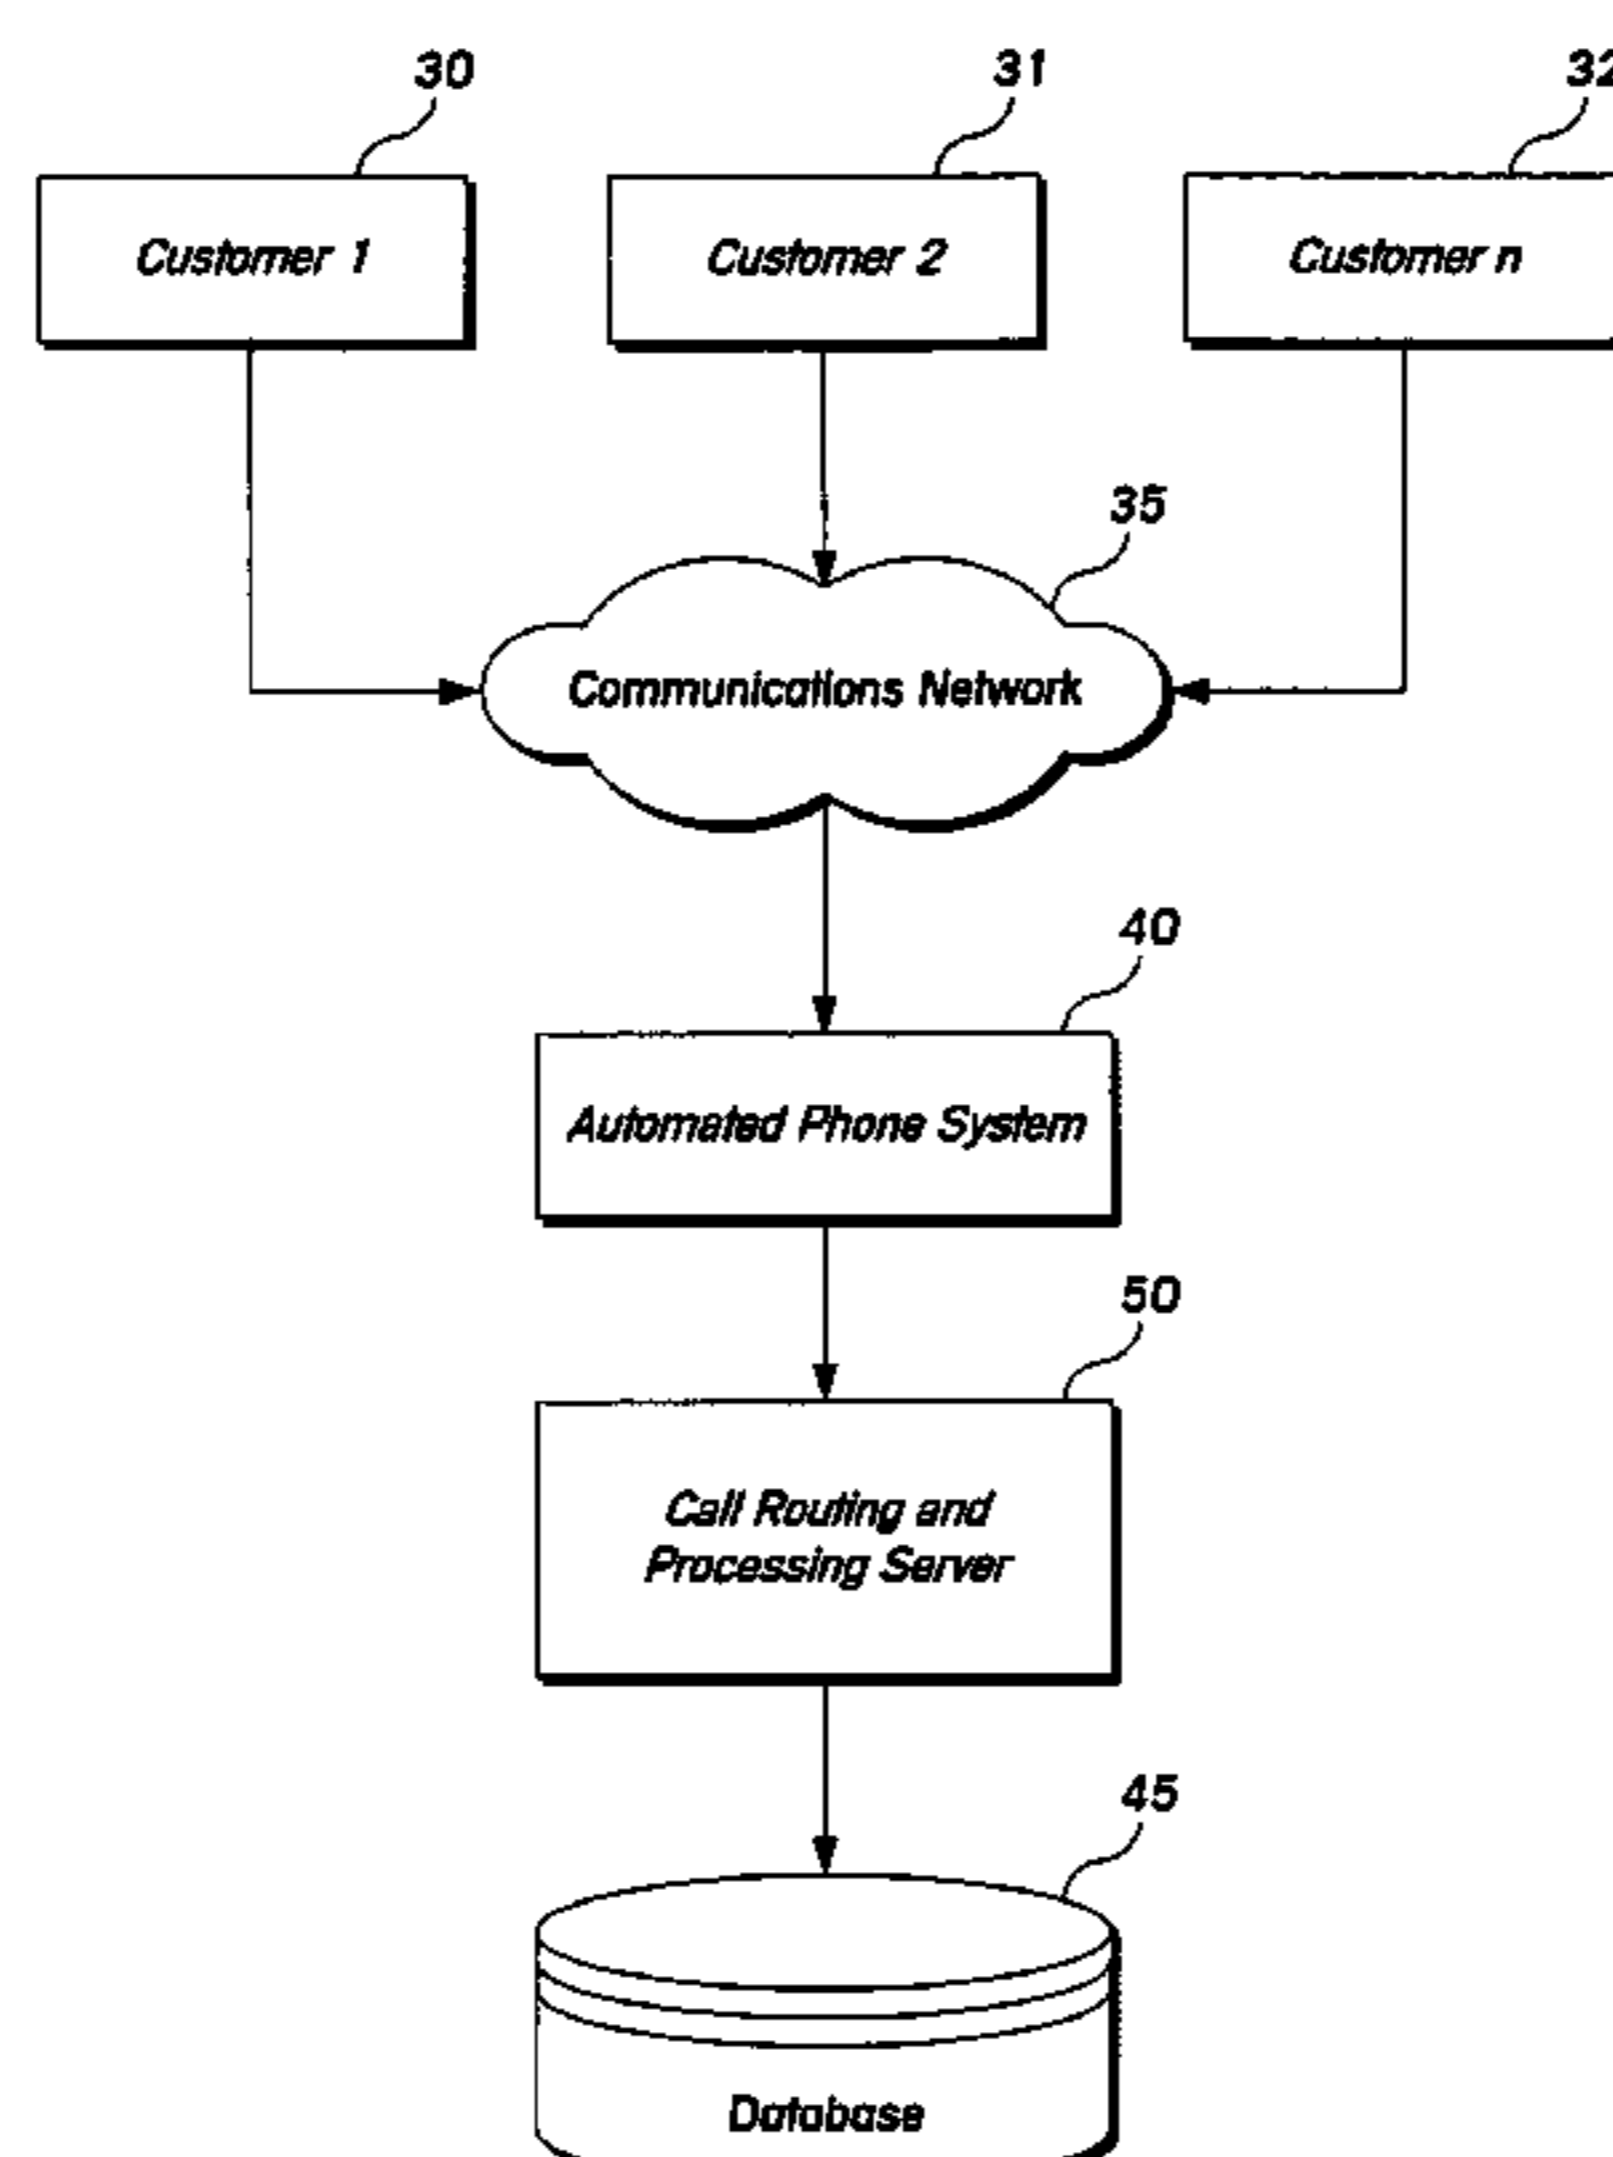 30
31
32
Customer 1
Customer 2
Customer n
35
Communications Network
40
Automated Phone System
50
Call Routing and
Processing Server
45
Database